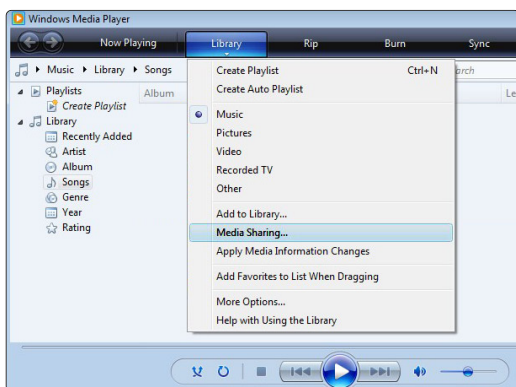 Windows Media Player
Now Playing Library Rip Burn Sync
Music Library Songs
Playlists
Create Playlist
Library
Recently Added
Artist
Album
Songs
Genre
Year
Rating
Album
Create Playlist Ctrl+N
Create Auto Playlist
Music
Pictures
Video
Recorded TV
Other
Add to Library...
Media Sharing...
Apply Media Information Changes
Add Favorites to List When Dragging
More Options...
Help with Using the Library
arch
Le